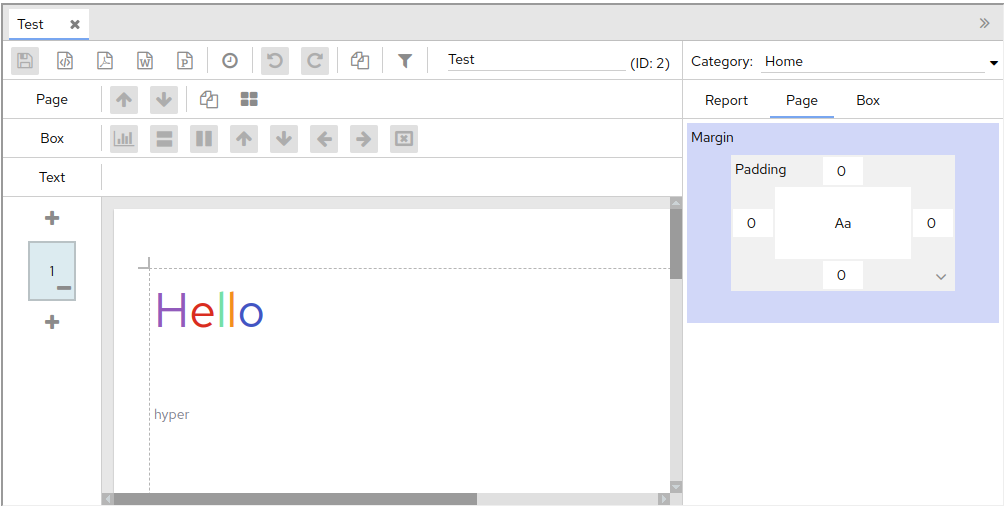 Test
Test (ID: 2)
Category: Home
Page
Box
Text
Report Page Box
Margin
Padding 0
0 Aa 0
0
1
Hello
hyper